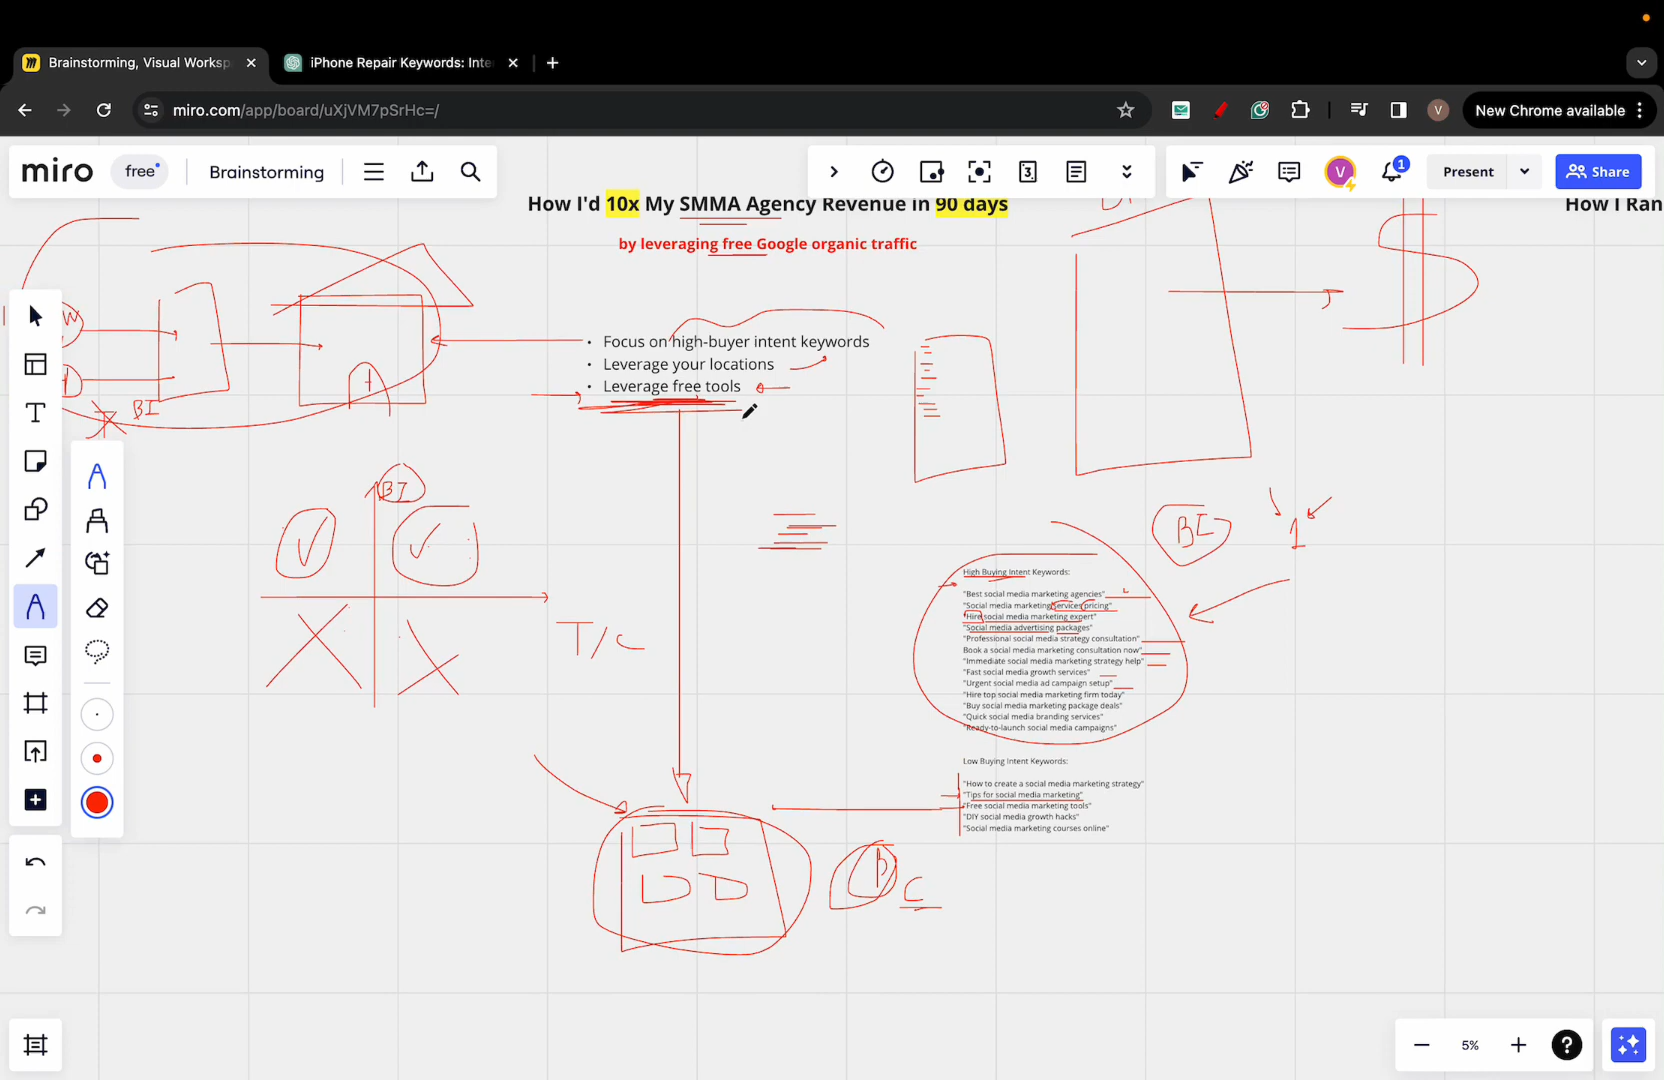 Brainstorming, Visual Worksp
iPhone Repair Keywords: Inte
miro.com/app/board/uXjVM7pSrHc=/
V
New Chrome available
miro
free
Brainstorming
3
V
1
Present
Share
How I'd 10x My SMMA Agency Revenue in 90 days
How I Ran
by leveraging free Google organic traffic
• Focus on high-buyer intent keywords
• Leverage your locations
• Leverage free tools
W
BI
BI
T/C
BI
1
High Buying Intent Keywords:
"Best social media marketing agencies"
"Social media marketing services pricing"
"Hire social media marketing expert"
"Social media advertising packages"
"Professional social media strategy consultation"
Book a social media marketing consultation now"
"Immediate social media marketing strategy help"
"Fast social media growth services"
"Urgent social media ad campaign setup"
"Hire top social media marketing firm today"
"Buy social media marketing package deals"
"Quick social media branding services"
"Ready-to-launch social media campaigns"
Low Buying Intent Keywords:
"How to create a social media marketing strategy"
"Tips for social media marketing"
"Free social media marketing tools"
"DIY social media growth hacks"
"Social media marketing courses online"
C
5%
?